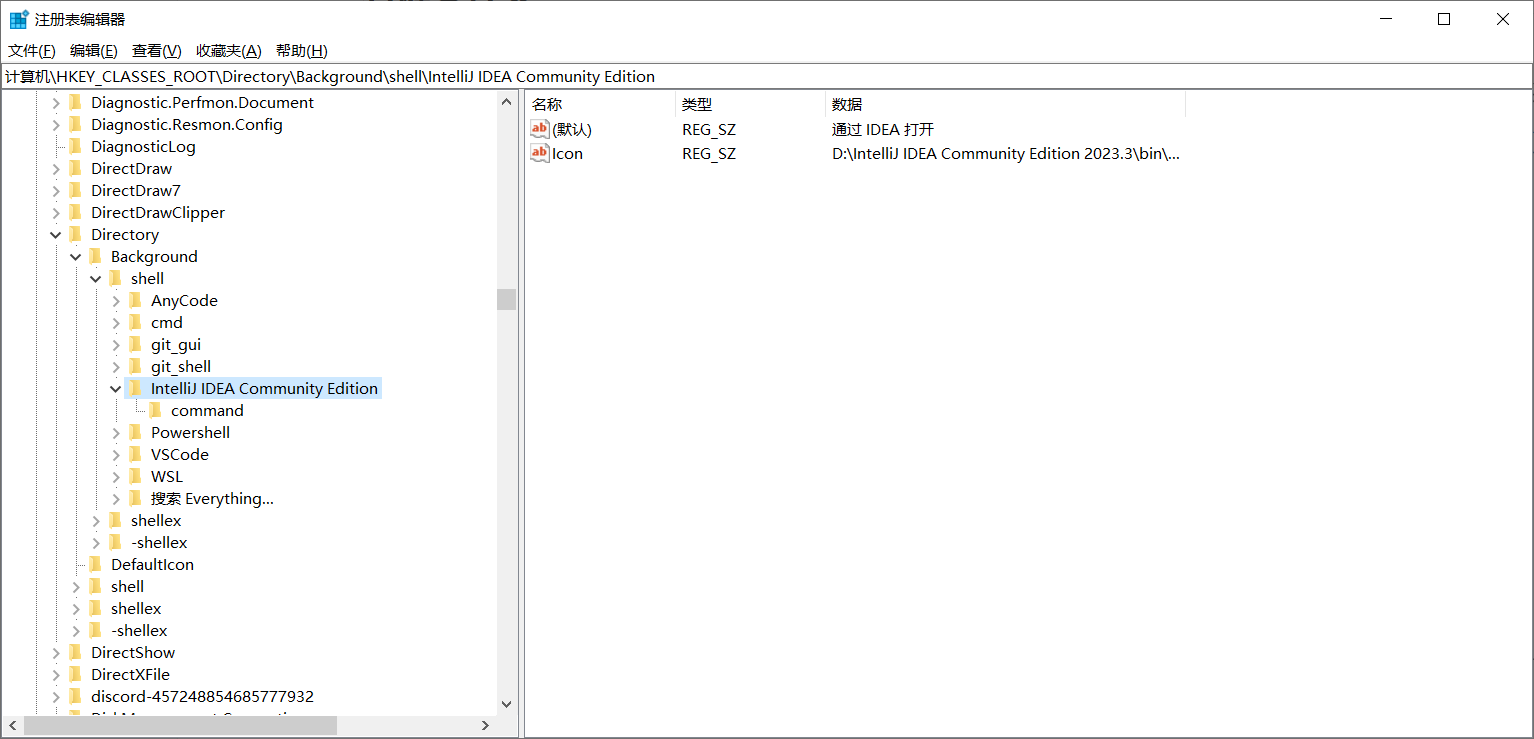 注册表编辑器
文件(F) 编辑(E) 查看(V) 收藏夹(A) 帮助(H)
计算机\HKEY_CLASSES_ROOT\Directory\Background\shell\IntelliJ IDEA Community Edition
Diagnostic.Perfmon.Document
Diagnostic.Resmon.Config
DiagnosticLog
DirectDraw
DirectDraw7
DirectDrawClipper
Directory
Background
shell
AnyCode
cmd
git_gui
git_shell
IntelliJ IDEA Community Edition
command
Powershell
VSCode
WSL
搜索 Everything...
shellex
-shellex
DefaultIcon
shell
shellex
-shellex
DirectShow
DirectXFile
discord-457248854685777932
名称 类型 数据
ab (默认) REG_SZ 通过 IDEA 打开
ab Icon REG_SZ D:\IntelliJ IDEA Community Edition 2023.3\bin\...